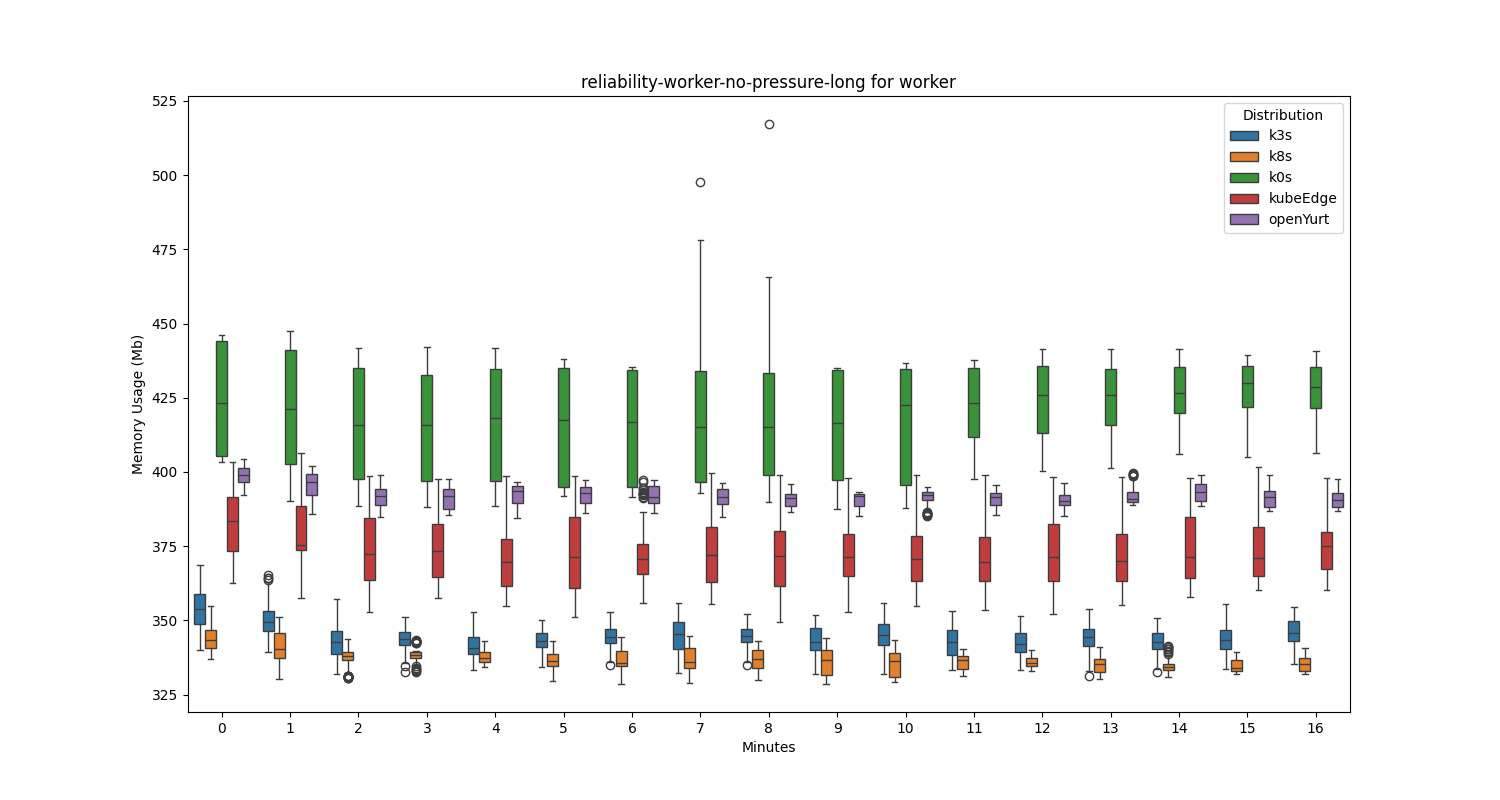 reliability-worker-no-pressure-long for worker
Memory Usage (Mb)
525
500
475
450
425
400
375
350
325
Distribution
k3s
k8s
k0s
kubeEdge
openYurt
0 1 2 3 4 5 6 7 8 9 10 11 12 13 14 15 16
Minutes